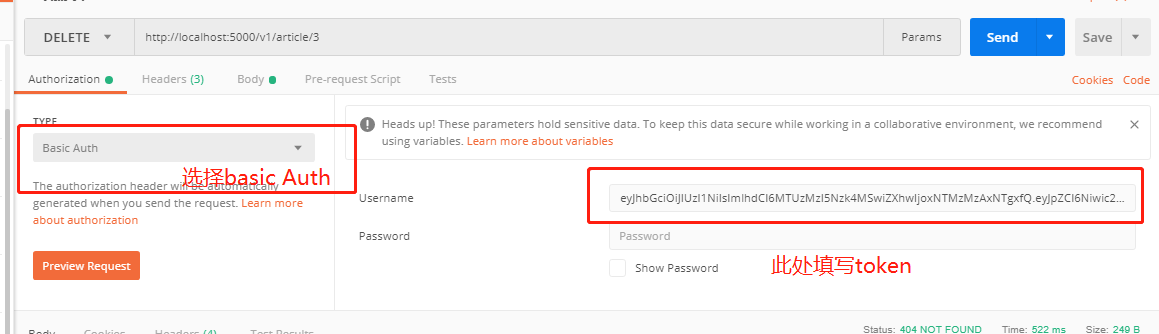 DELETE http://localhost:5000/v1/article/3 Params Send Save
Authorization Headers (3) Body Pre-request Script Tests Cookies Code
TYPE
Basic Auth
选择basic Auth
The authorization header will be automatically
generated when you send the request. Learn more
about authorization
Preview Request
Heads up! These parameters hold sensitive data. To keep this data secure while working in a collaborative environment, we recommend
using variables. Learn more about variables
Username
Password Password
Show Password
此处填写token
Body Cookies Headers (4) Test Results Status: 404 NOT FOUND Time: 522 ms Size: 249 B